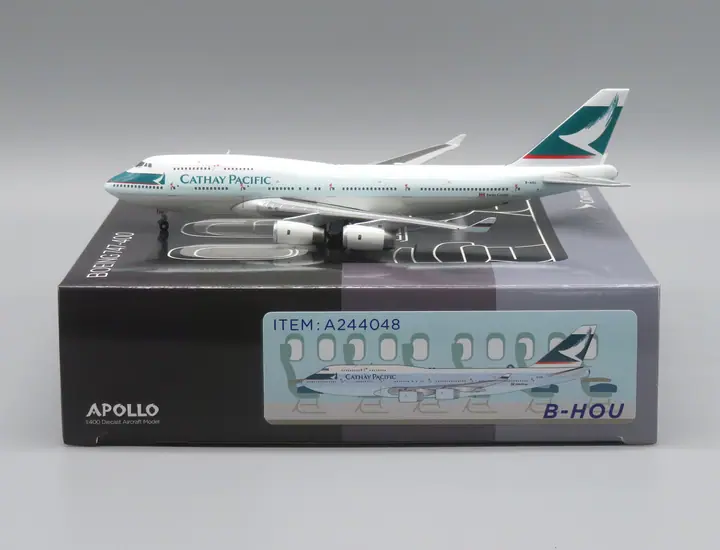 CATHAY PACIFIC
BOEING 747-400
ITEM: A244048
CATHAY PACIFIC
APOLLO
1:400 Diecast Aircraft Model
B-HOU